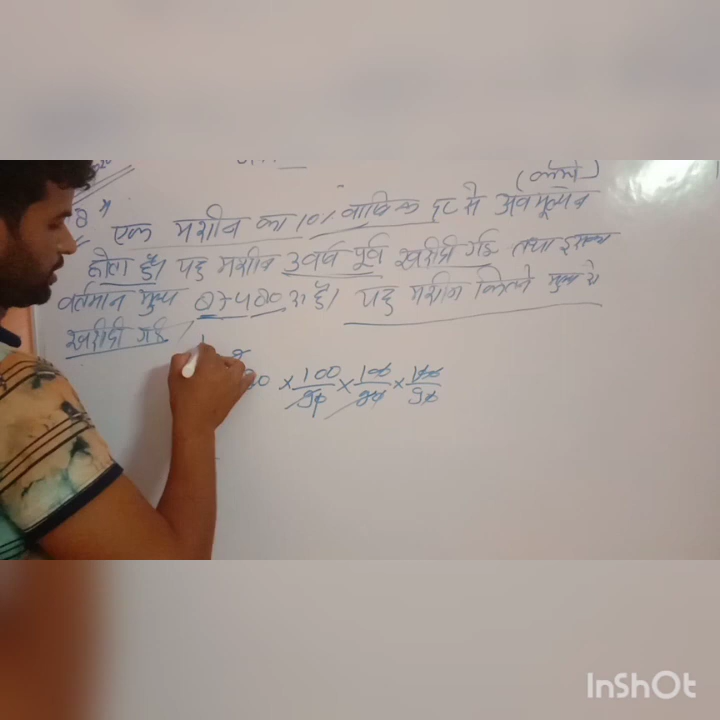 एक मशीन का 10% वार्षिक दर से अवमूल्यन
होता है। यह मशीन 3 वर्ष पूर्व खरीदी गई तथा इसका
वर्तमान मूल्य 87480 रु है। यह मशीन कितने मूल्य से
खरीदी गई
× 100/90 × 100/90 × 100/90
InShOt